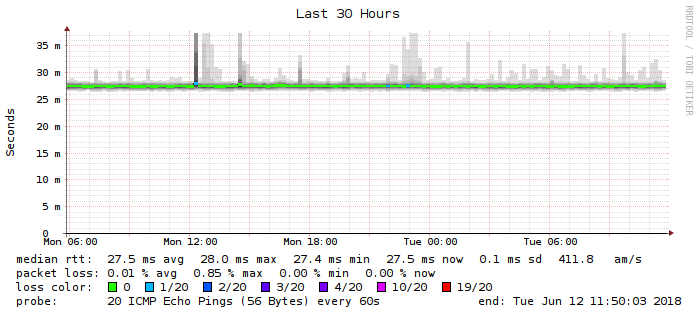 Last 30 Hours
RRDTOOL / TOBI OETIKER
Seconds
35 m
30 m
25 m
20 m
15 m
10 m
5 m
0
Mon 06:00 Mon 12:00 Mon 18:00 Tue 00:00 Tue 06:00
median rtt: 27.5 ms avg 28.0 ms max 27.4 ms min 27.5 ms now 0.1 ms sd 411.8 am/s
packet loss: 0.01 % avg 0.85 % max 0.00 % min 0.00 % now
loss color: 0 1/20 2/20 3/20 4/20 10/20 19/20
probe: 20 ICMP Echo Pings (56 Bytes) every 60s end: Tue Jun 12 11:50:03 2018